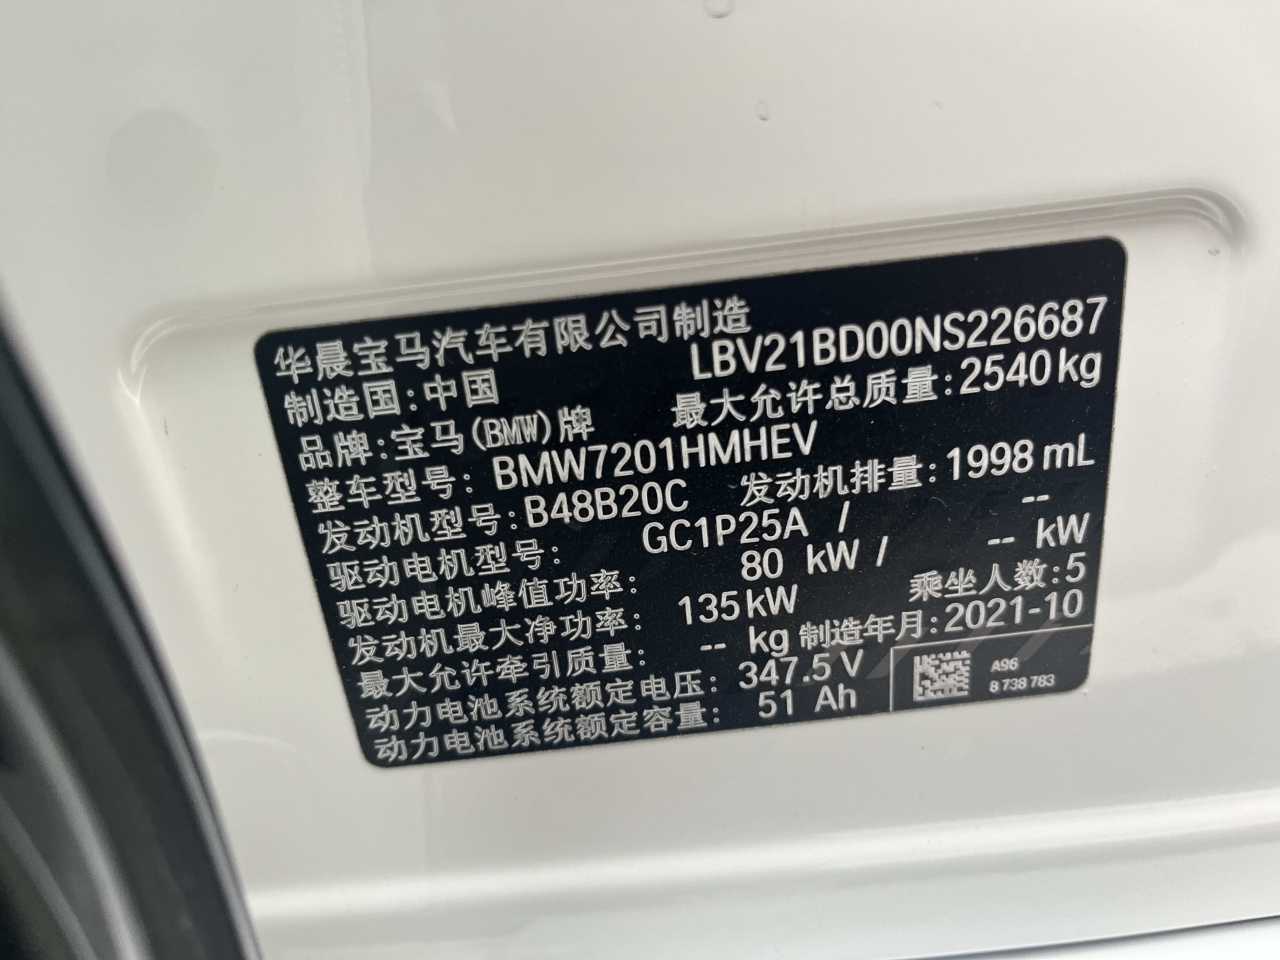 华晨宝马汽车有限公司制造
制造国:中国 LBV21BD00NS226687
品牌:宝马(BMW)牌 最大允许总质量:2540kg
整车型号: BMW7201HMHEV
发动机型号:B48B20C 发动机排量:1998 mL
驱动电机型号: GC1P25A / --
驱动电机峰值功率: 80 kW / -- kW
发动机最大净功率: 135kW 乘坐人数:5
最大允许牵引质量: -- kg 制造年月:2021-10
动力电池系统额定电压: 347.5 V
动力电池系统额定容量: 51 Ah
A96
8 738 783